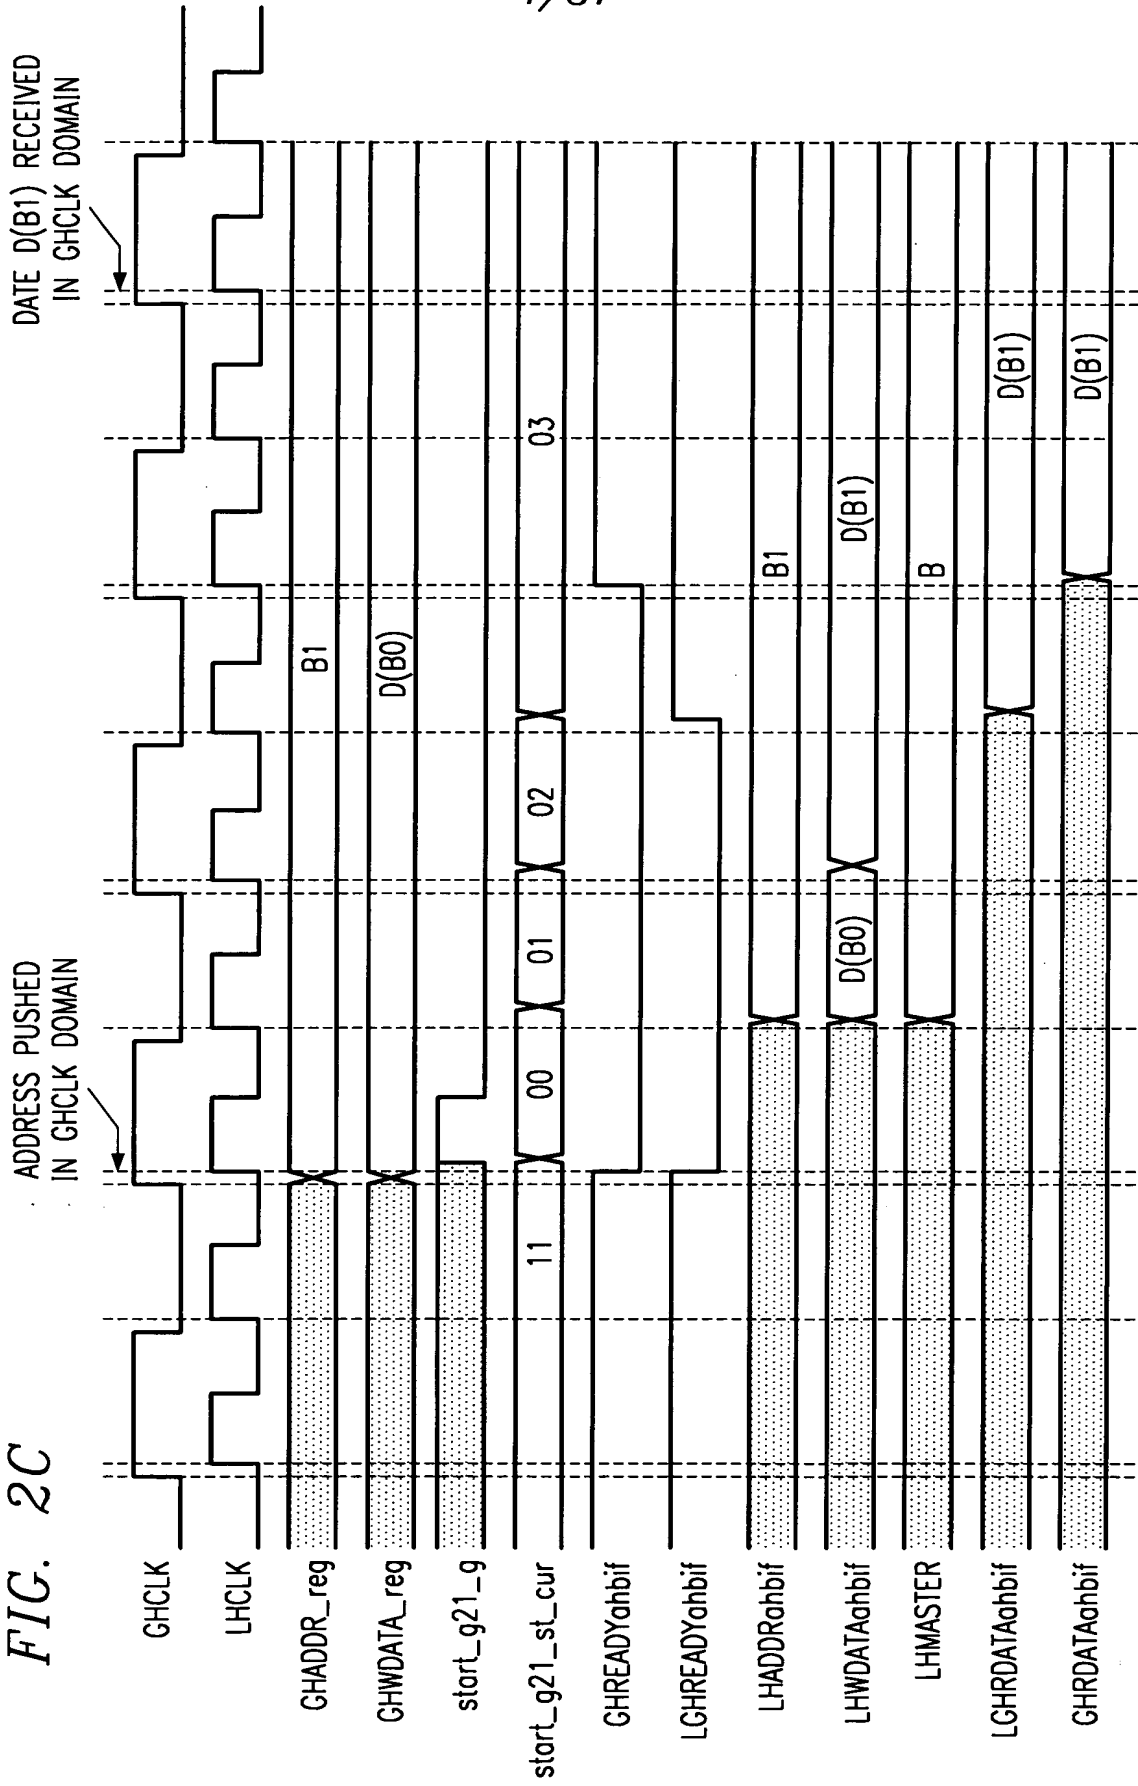 FIG. 2C
ADDRESS PUSHED
IN GHCLK DOMAIN
DATE D(B1) RECEIVED
IN GHCLK DOMAIN
GHCLK
LHCLK
GHADDR_reg B1
GHWDATA_reg D(B0)
start_g21_g
start_g21_st_cur 11 00 01 02 03
GHREADYahbif
LGHREADYahbif
LHADDRahbif B1
LHWDATAahbif D(B0) D(B1)
LHMASTER B
LGHRDATAahbif D(B1)
GHRDATAahbif D(B1)